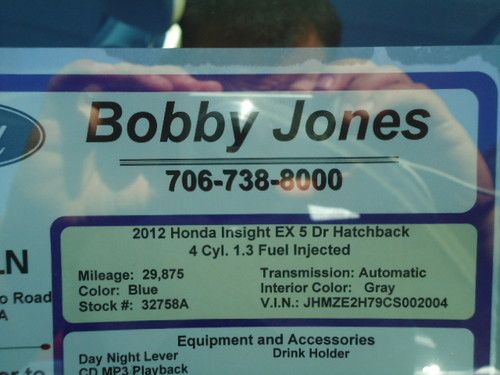 Bobby Jones
706-738-8000
2012 Honda Insight EX 5 Dr Hatchback
4 Cyl. 1.3 Fuel Injected
Mileage: 29,875 Transmission: Automatic
Color: Blue Interior Color: Gray
Stock #: 32758A V.I.N.: JHMZE2H79CS002004
LN
o Road
A
Equipment and Accessories
Day Night Lever Drink Holder
CD MP3 Playback